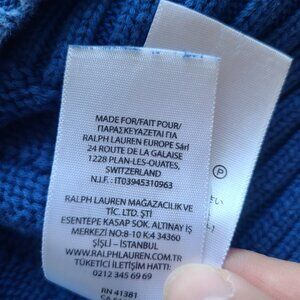 MADE FOR/FAIT POUR/
ΠΑΡΑΣΚΕΥΑΖΕΤΑΙ ΓΙΑ
RALPH LAUREN EUROPE Sàrl
24 ROUTE DE LA GALAISE
1228 PLAN-LES-OUATES,
SWITZERLAND
N.I.F. : IT03945310963
RALPH LAUREN MAĞAZACILIK VE
TİC. LTD. ŞTİ
ESENTEPE KASAP SOK. ALTINAY İŞ
MERKEZİ NO:8-10 K:4 34360
ŞİŞLİ – İSTANBUL
WWW.RALPHLAUREN.COM.TR
TÜKETİCİ İLETİŞİM HATTI:
0212 345 6969
RN 41381
P